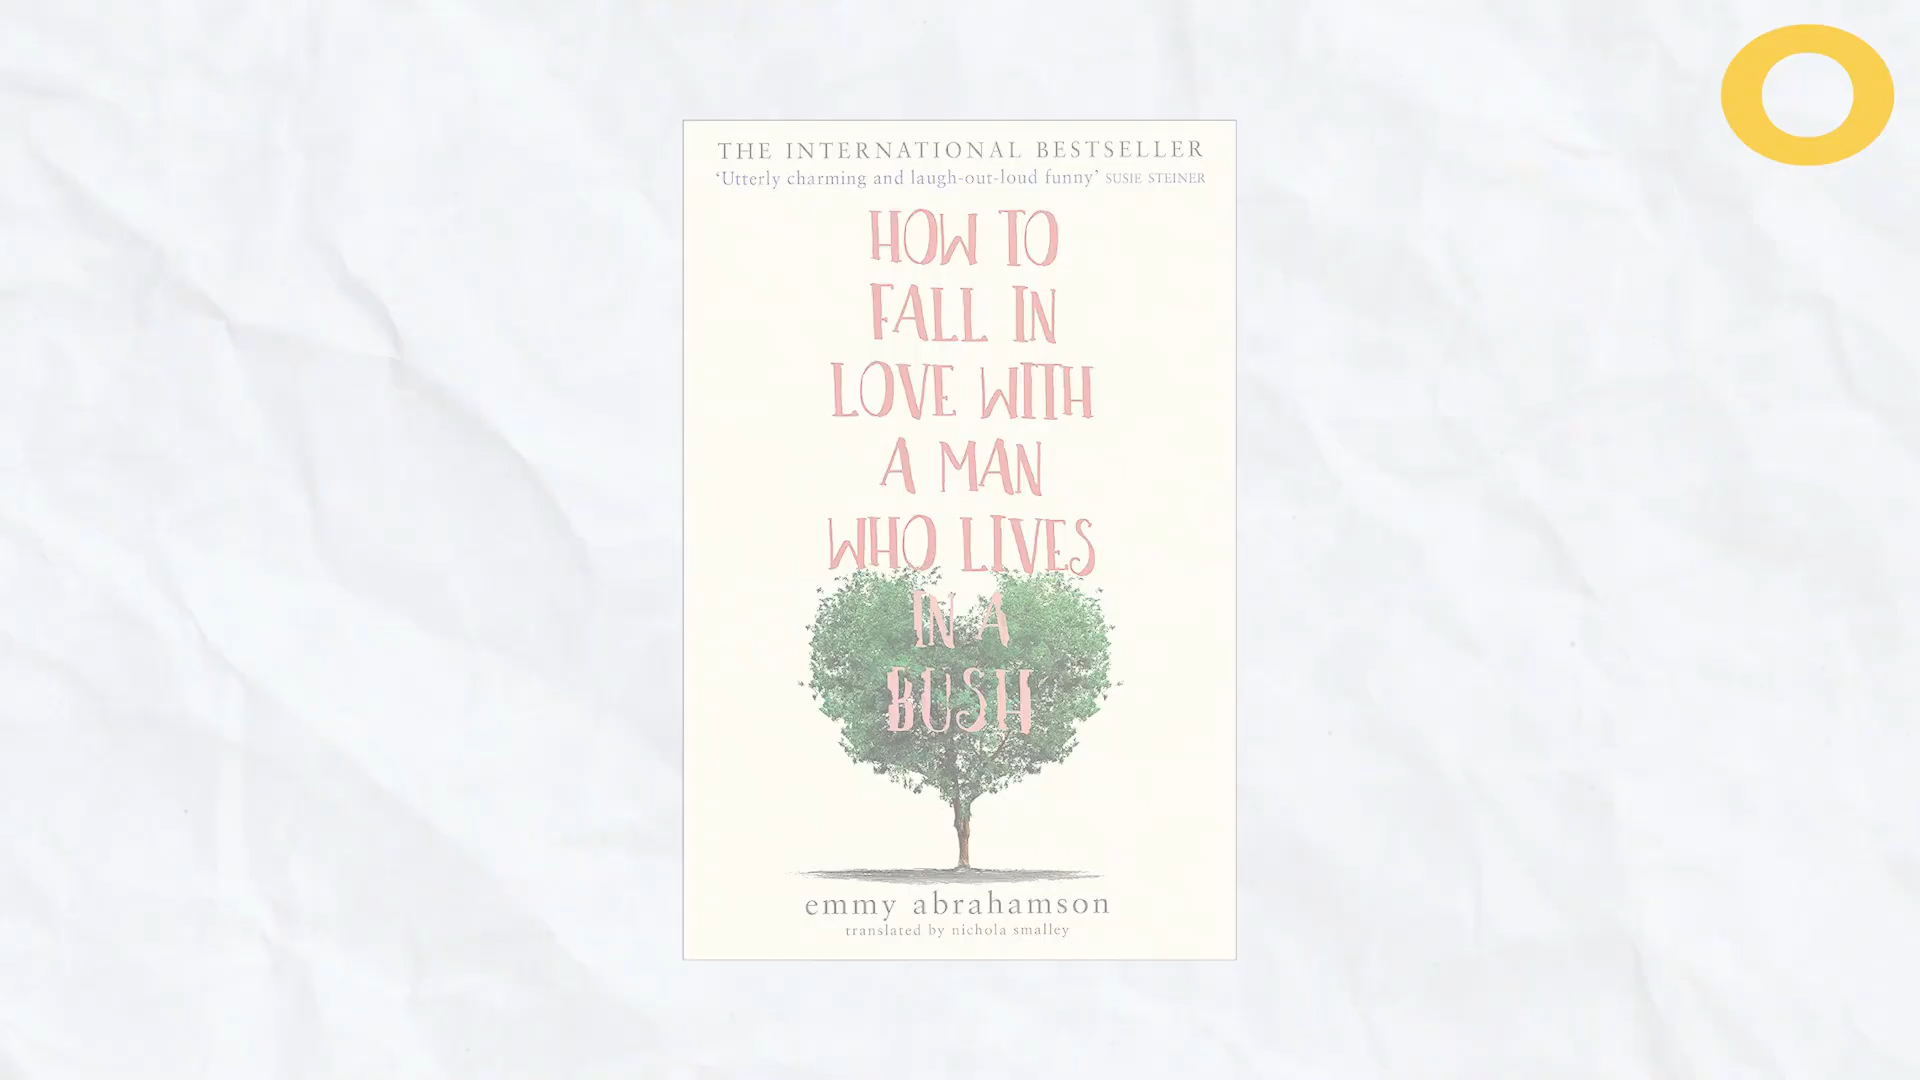 THE INTERNATIONAL BESTSELLER
‘Utterly charming and laugh-out-loud funny’ SUSIE STEINER
HOW TO
FALL IN
LOVE WITH
A MAN
WHO LIVES
IN A
BUSH
emmy abrahamson
translated by nichola smalley